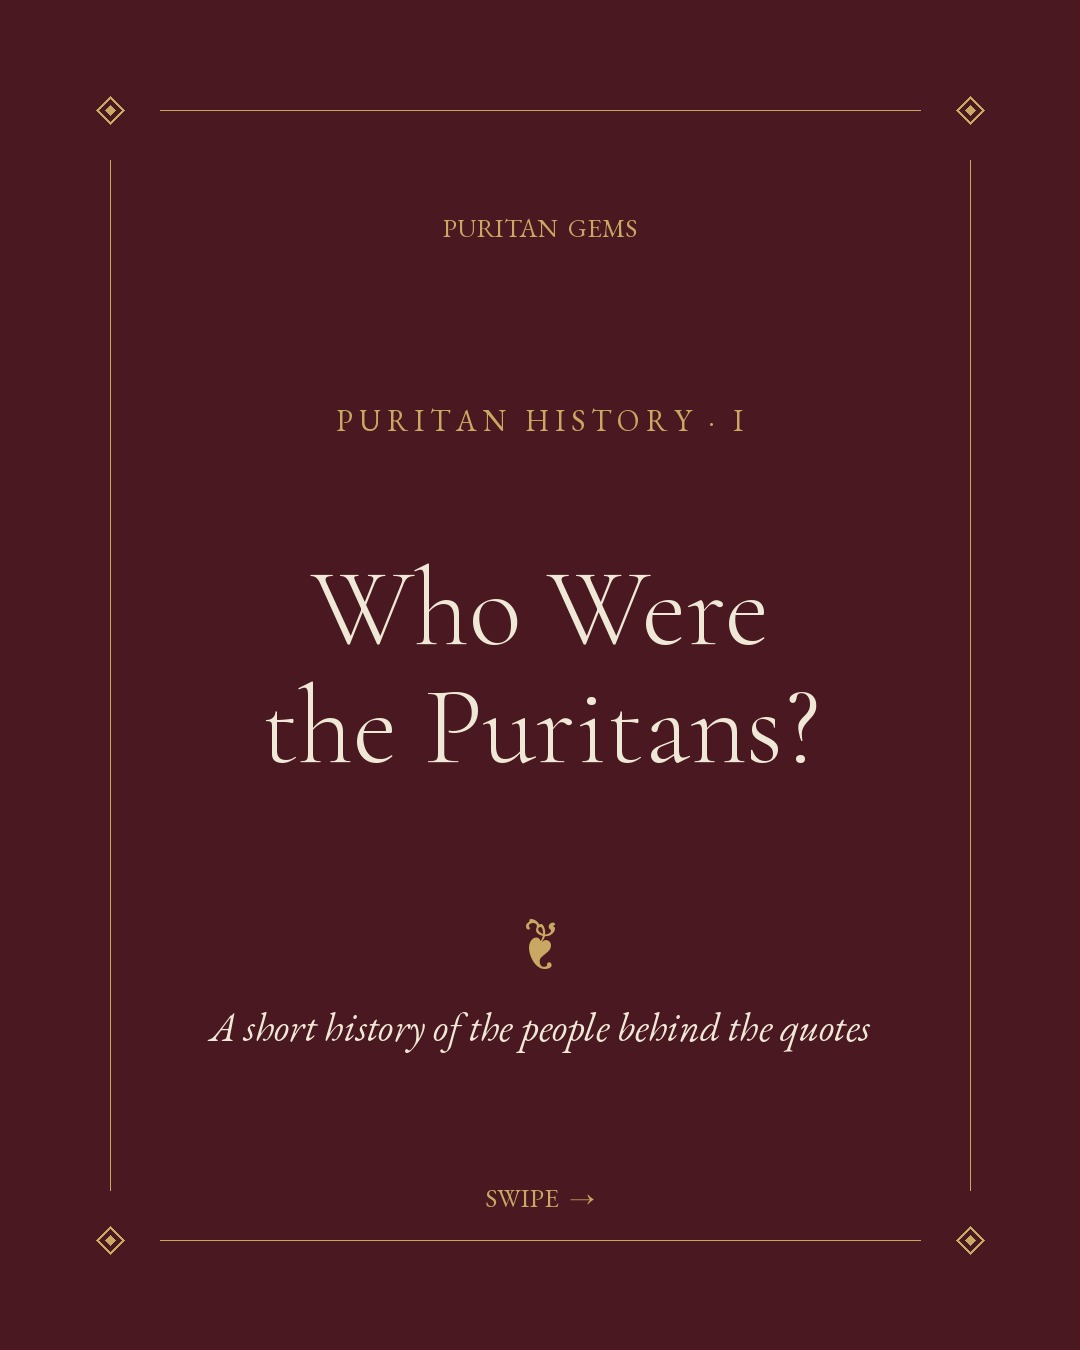 PURITAN GEMS
PURITAN HISTORY · I
Who Were
the Puritans?
A short history of the people behind the quotes
SWIPE →